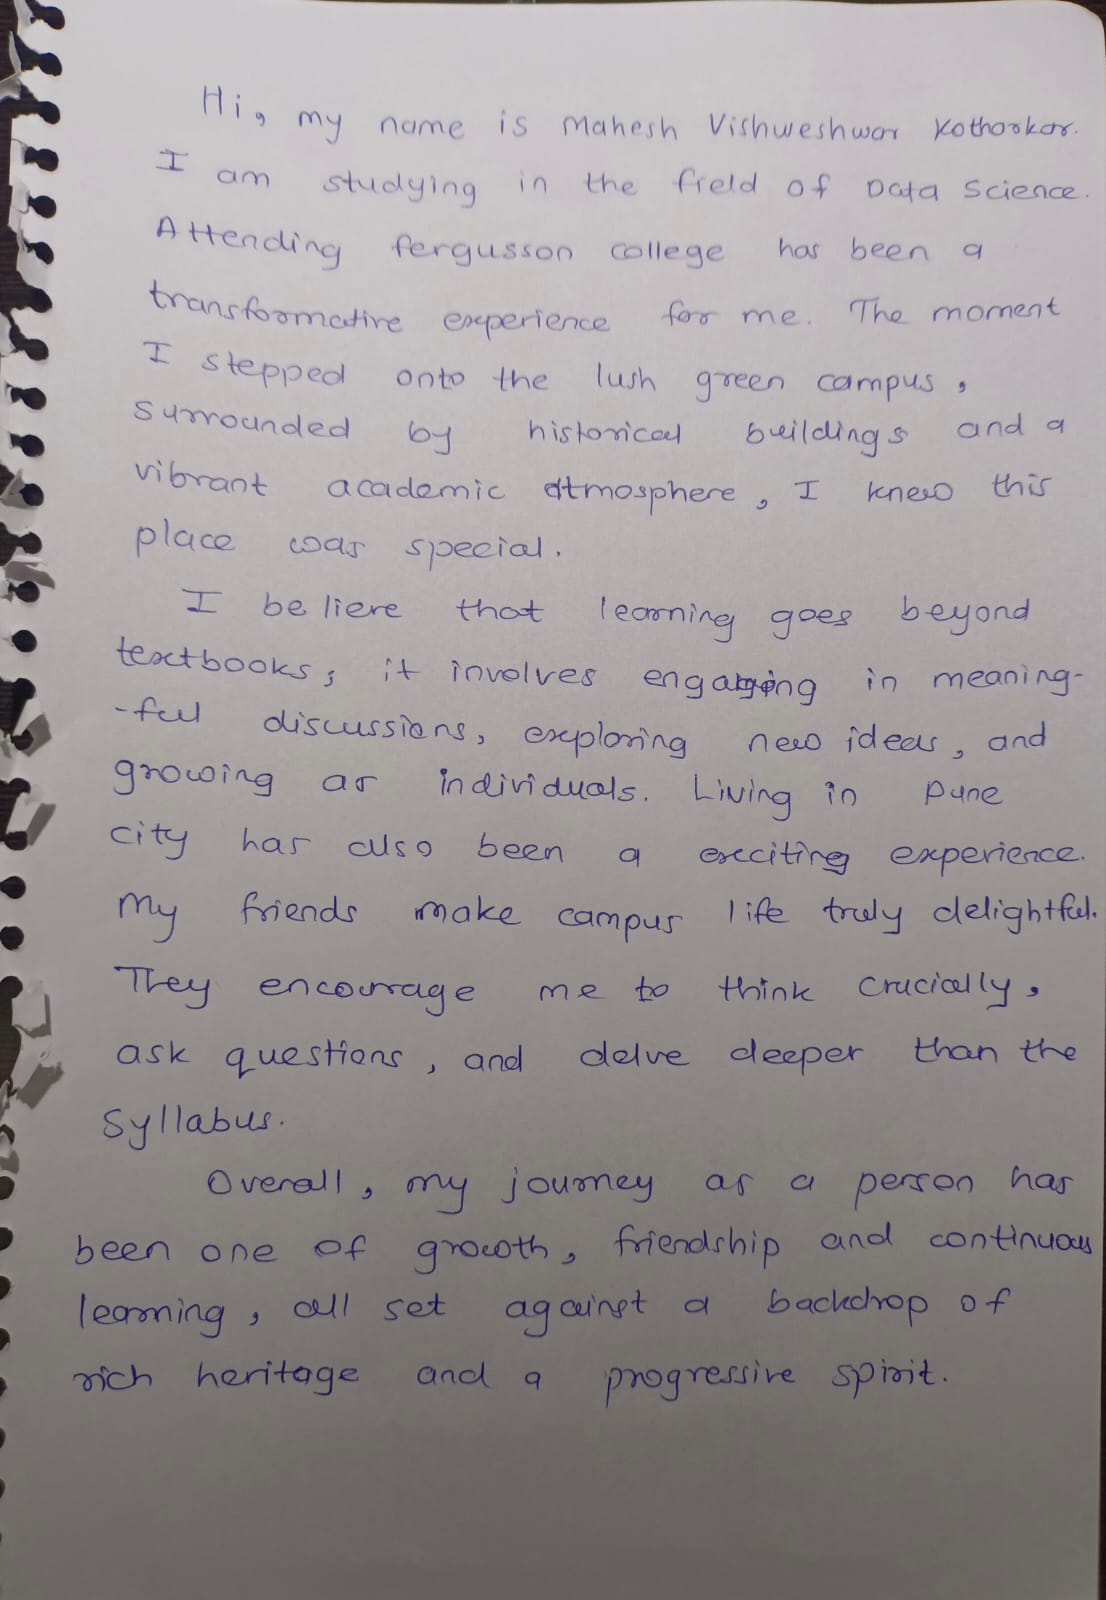 Hi, my name is Mahesh Vishweshwar Kotharkar.
I am studying in the field of Data Science.
Attending fergusson college has been a
transformative experience for me. The moment
I stepped onto the lush green campus,
surrounded by historical buildings and a
vibrant academic atmosphere, I knew this
place was special.
I believe that learning goes beyond
textbooks; it involves engaging in meaning-
-ful discussions, exploring new ideas, and
growing as individuals. Living in Pune
city has also been a exciting experience.
My friends make campus life truly delightful.
They encourage me to think crucially,
ask questions, and delve deeper than the
syllabus.
Overall, my journey as a person has
been one of growth, friendship and continuous
learning, all set against a backdrop of
rich heritage and a progressive spirit.